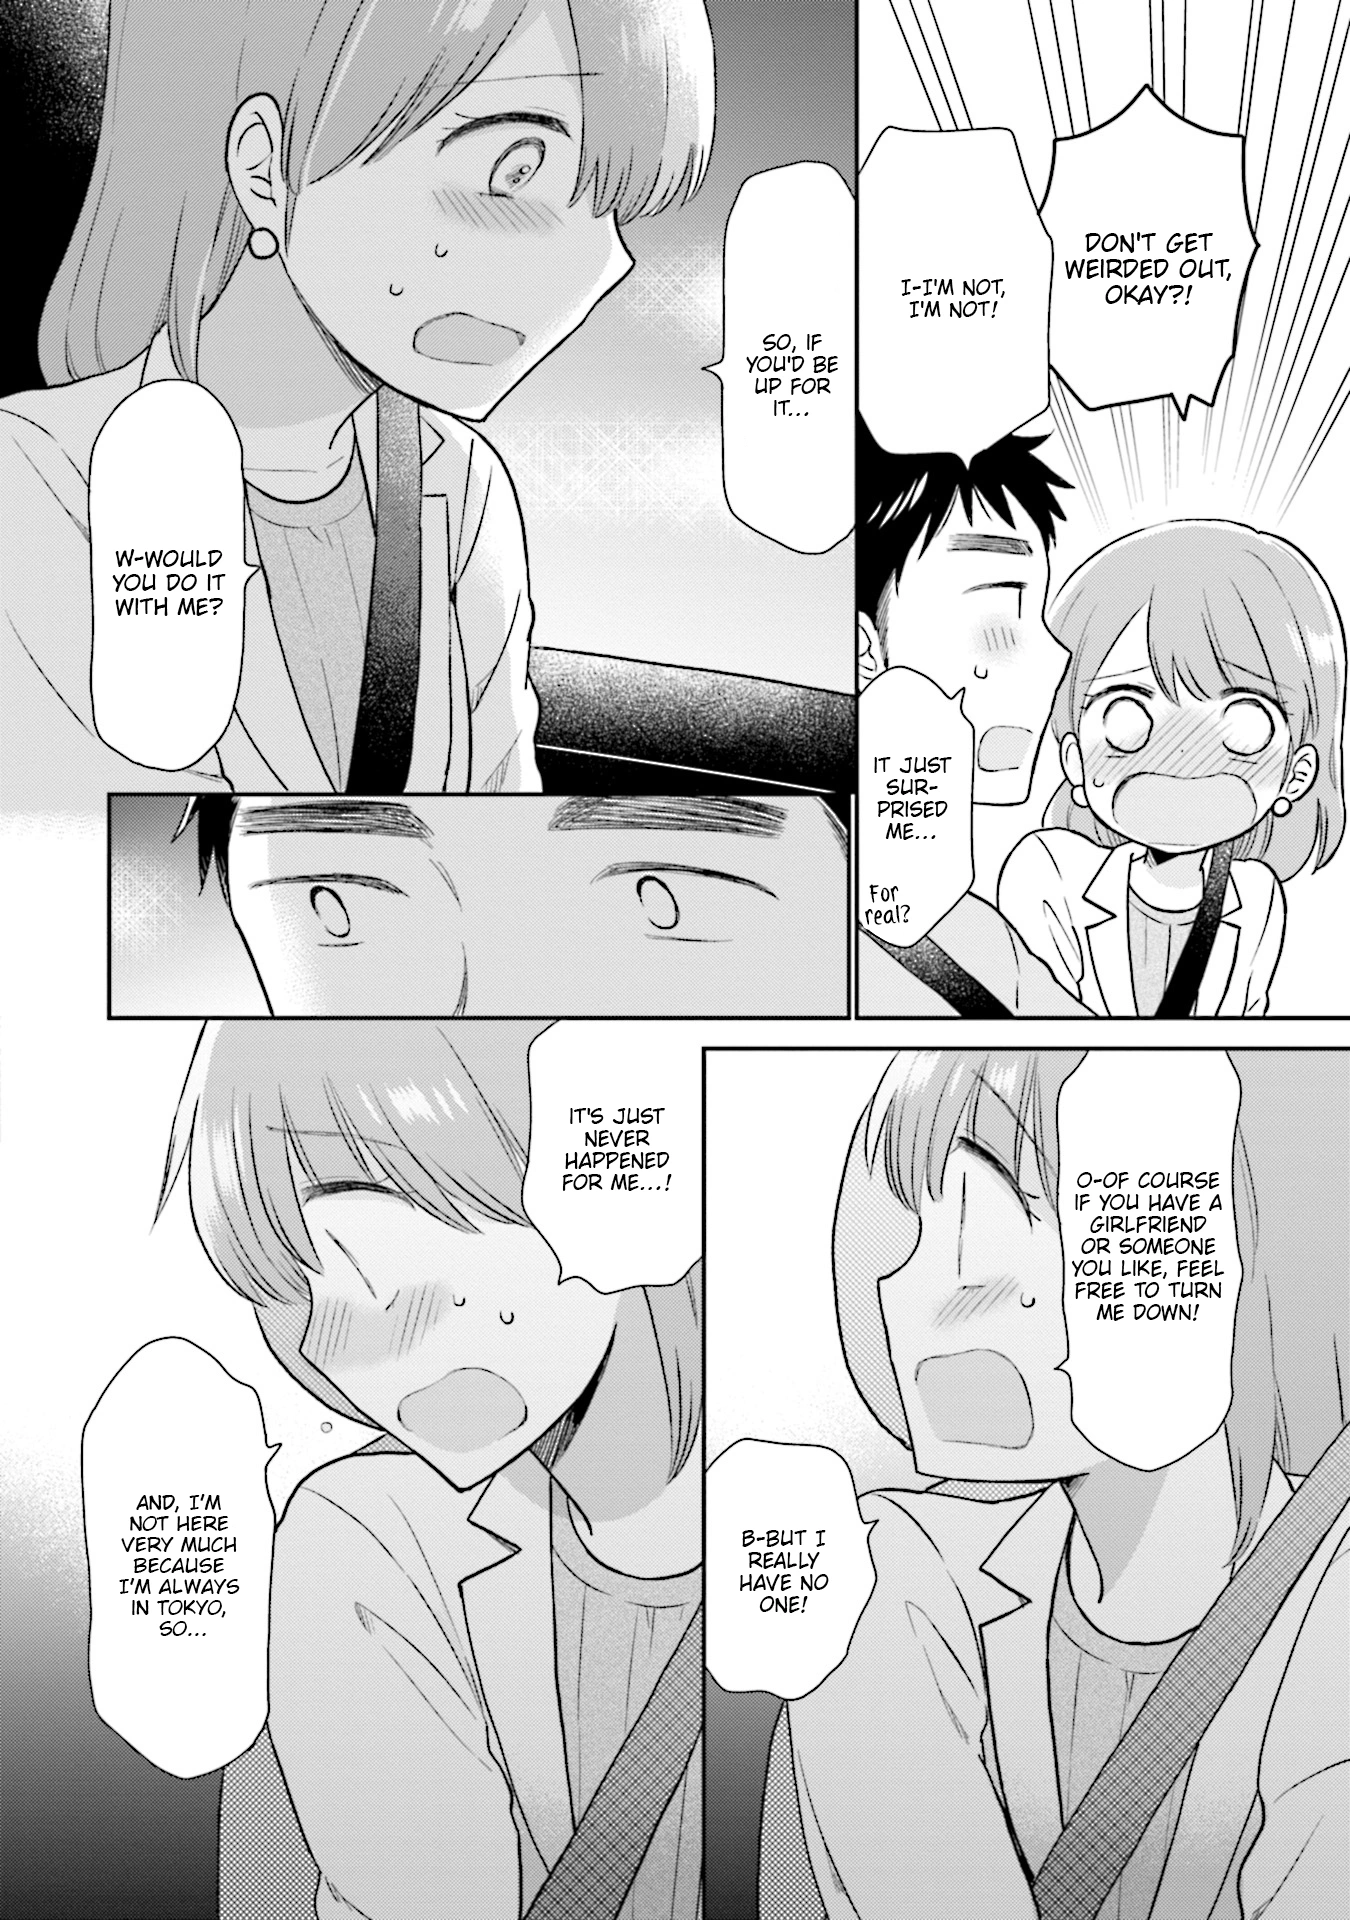 DON'T GET
WEIRDED OUT,
OKAY?!
I-I'M NOT,
I'M NOT!
IT JUST
SUR-
PRISED
ME...
For
real?
SO, IF
YOU'D BE
UP FOR
IT...
W-WOULD
YOU DO IT
WITH ME?
O-OF COURSE
IF YOU HAVE A
GIRLFRIEND
OR SOMEONE
YOU LIKE, FEEL
FREE TO TURN
ME DOWN!
B-BUT I
REALLY
HAVE NO
ONE!
IT'S JUST
NEVER
HAPPENED
FOR ME...!
AND, I'M
NOT HERE
VERY MUCH
BECAUSE
I'M ALWAYS
IN TOKYO,
SO...